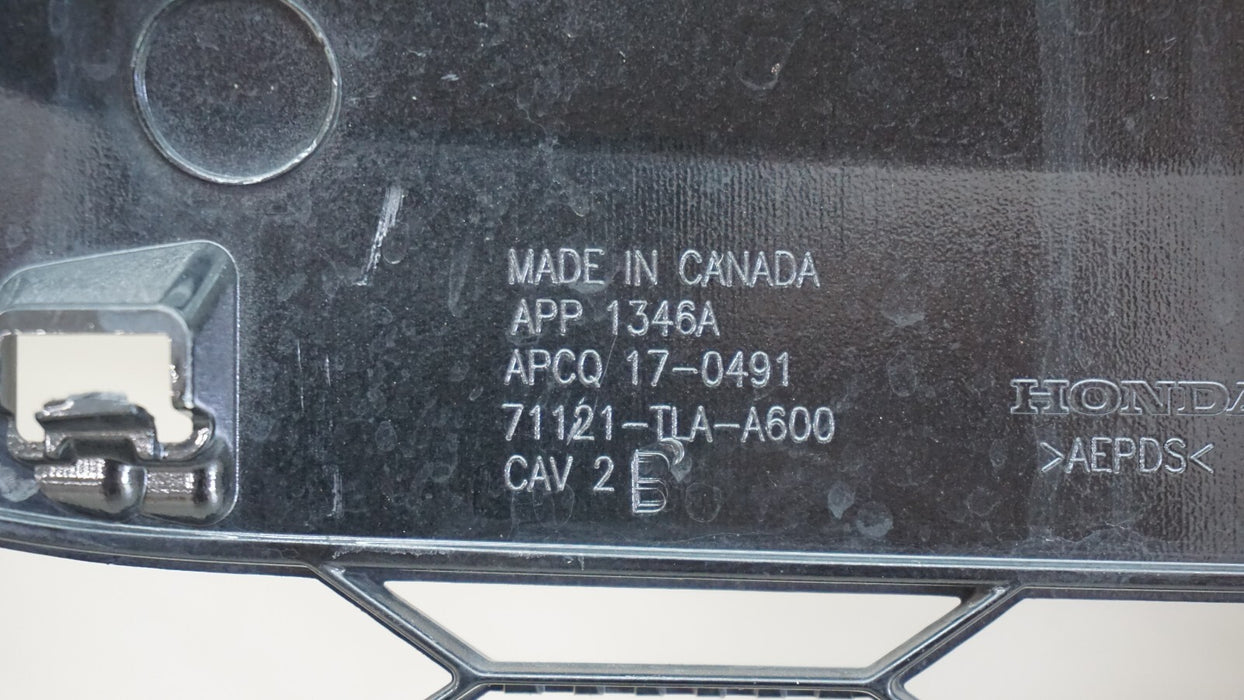 MADE IN CANADA
APP 1346A
APCQ 17-0491
71121-TLA-A600
CAV 2 B
HONDA
>AEPDS<